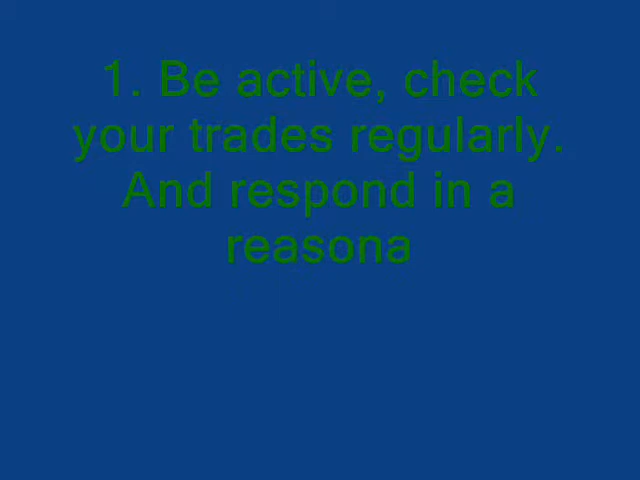 1. Be active, check
your trades regularly.
And respond in a
reasona